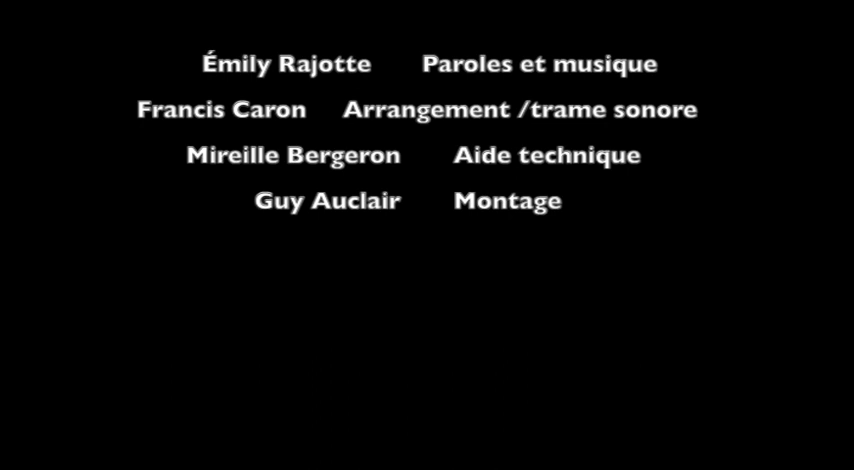 Émily Rajotte Paroles et musique
Francis Caron Arrangement /trame sonore
Mireille Bergeron Aide technique
Guy Auclair Montage